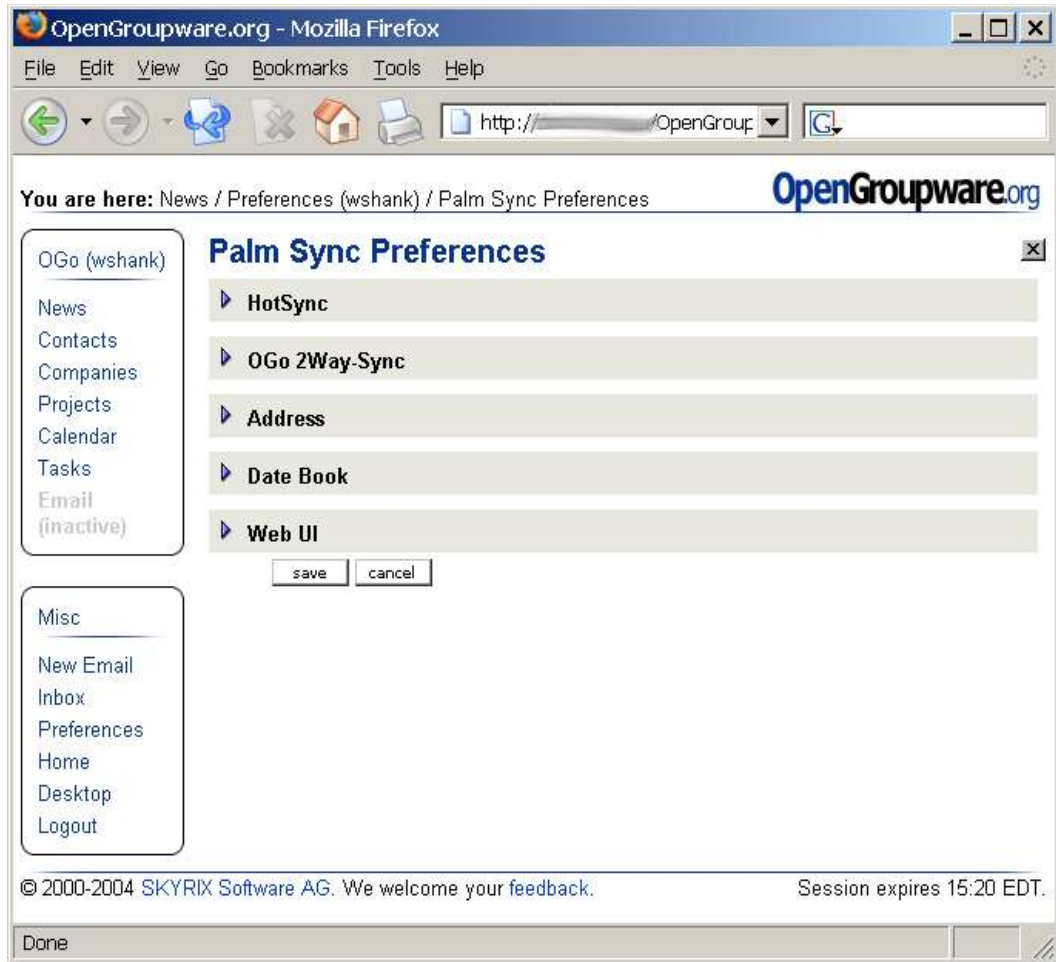 OpenGroupware.org - Mozilla Firefox
File Edit View Go Bookmarks Tools Help
http:// /OpenGroup
G
You are here: News / Preferences (wshank) / Palm Sync Preferences
OpenGroupware.org
OGo (wshank)
News
Contacts
Companies
Projects
Calendar
Tasks
Email
(inactive)
Misc
New Email
Inbox
Preferences
Home
Desktop
Logout
Palm Sync Preferences
HotSync
OGo 2Way-Sync
Address
Date Book
Web UI
save cancel
© 2000-2004 SKYRIX Software AG. We welcome your feedback.
Session expires 15:20 EDT.
Done